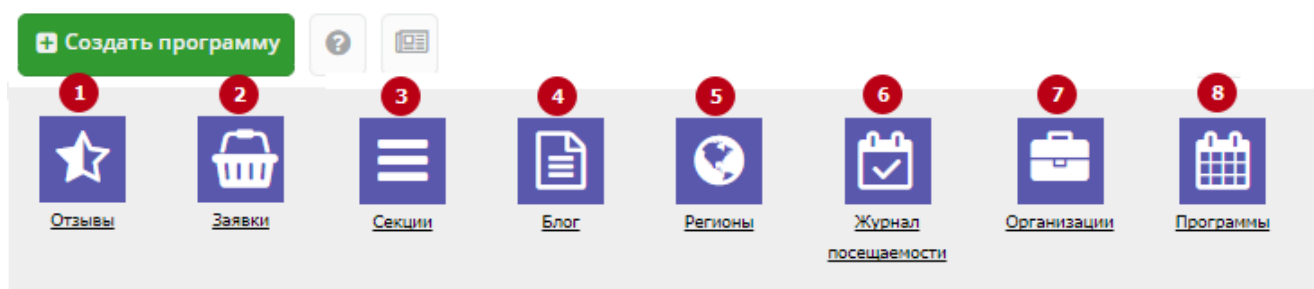 Создать программу
1 2 3 4 5 6 7 8
Отзывы Заявки Секции Блог Регионы Журнал Организации Программы
посещаемости